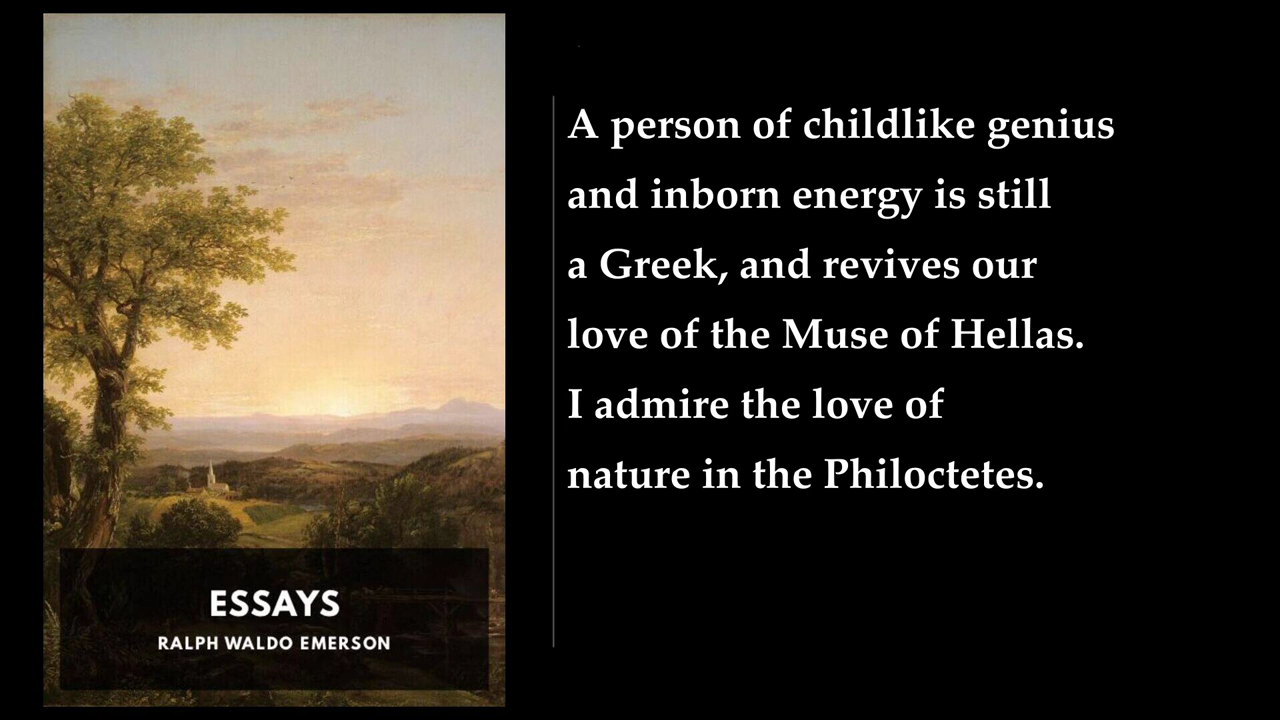 ESSAYS
RALPH WALDO EMERSON
A person of childlike genius
and inborn energy is still
a Greek, and revives our
love of the Muse of Hellas.
I admire the love of
nature in the Philoctetes.